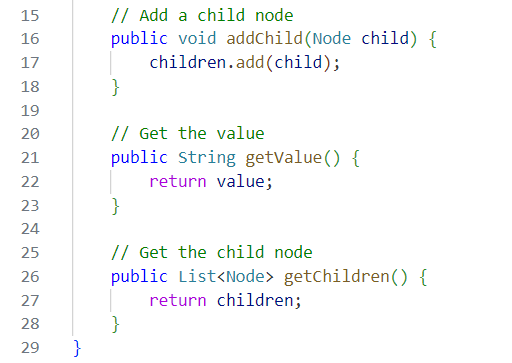 15 // Add a child node
16 public void addChild(Node child) {
17 children.add(child);
18 }
19
20 // Get the value
21 public String getValue() {
22 return value;
23 }
24
25 // Get the child node
26 public List<Node> getChildren() {
27 return children;
28 }
29 }